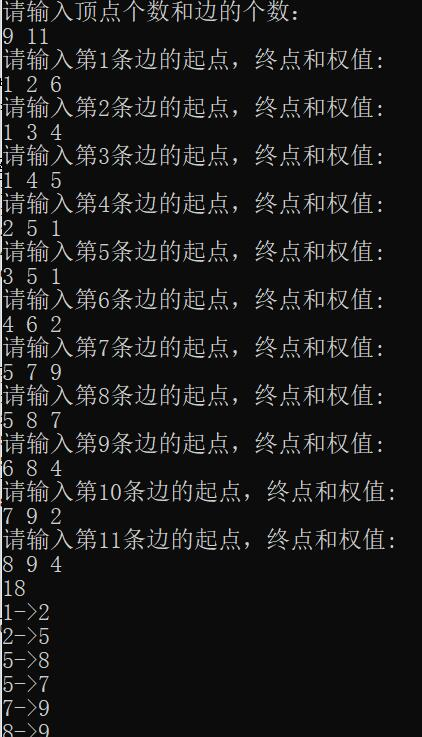 请输入顶点个数和边的个数:
9 11
请输入第1条边的起点，终点和权值:
1 2 6
请输入第2条边的起点，终点和权值:
1 3 4
请输入第3条边的起点，终点和权值:
1 4 5
请输入第4条边的起点，终点和权值:
2 5 1
请输入第5条边的起点，终点和权值:
3 5 1
请输入第6条边的起点，终点和权值:
4 6 2
请输入第7条边的起点，终点和权值:
5 7 9
请输入第8条边的起点，终点和权值:
5 8 7
请输入第9条边的起点，终点和权值:
6 8 4
请输入第10条边的起点，终点和权值:
7 9 2
请输入第11条边的起点，终点和权值:
8 9 4
18
1->2
2->5
5->8
5->7
7->9
8->9